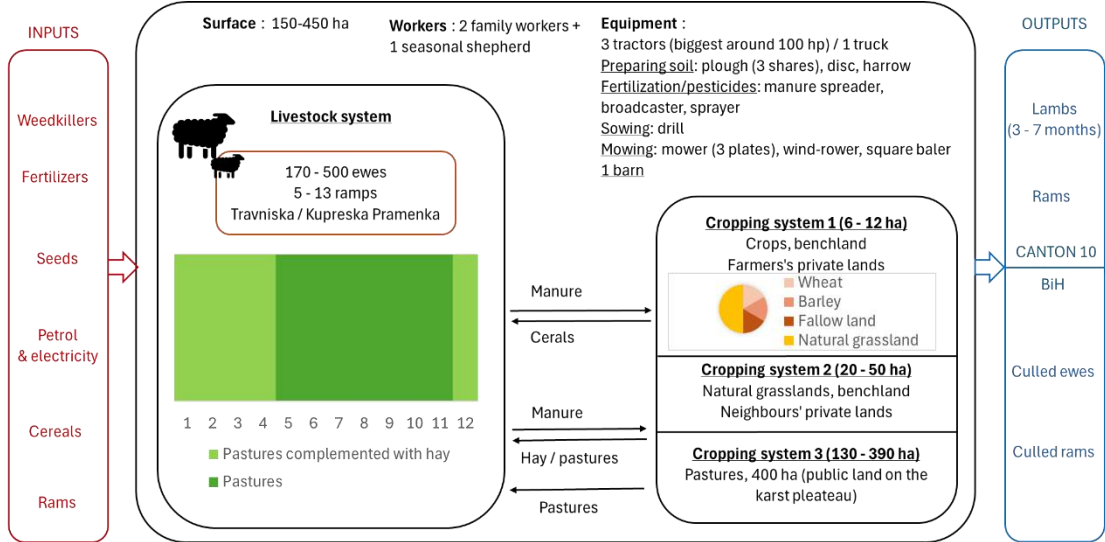 INPUTS
Weedkillers
Fertilizers
Seeds
Petrol
& electricity
Cereals
Rams
Surface : 150-450 ha
Workers : 2 family workers +
1 seasonal shepherd
Equipment :
3 tractors (biggest around 100 hp) / 1 truck
Preparing soil: plough (3 shares), disc, harrow
Fertilization/pesticides: manure spreader,
broadcaster, sprayer
Sowing: drill
Mowing: mower (3 plates), wind-rower, square baler
1 barn
Livestock system
170 - 500 ewes
5 - 13 ramps
Travniska / Kupreska Pramenka
1 2 3 4 5 6 7 8 9 10 11 12
Pastures complemented with hay
Pastures
Manure
Cerals
Manure
Hay / pastures
Pastures
Cropping system 1 (6 - 12 ha)
Crops, benchland
Farmers's private lands
Wheat
Barley
Fallow land
Natural grassland
Cropping system 2 (20 - 50 ha)
Natural grasslands, benchland
Neighbours' private lands
Cropping system 3 (130 - 390 ha)
Pastures, 400 ha (public land on the
karst pleateau)
OUTPUTS
Lambs
(3 - 7 months)
Rams
CANTON 10
BiH
Culled ewes
Culled rams